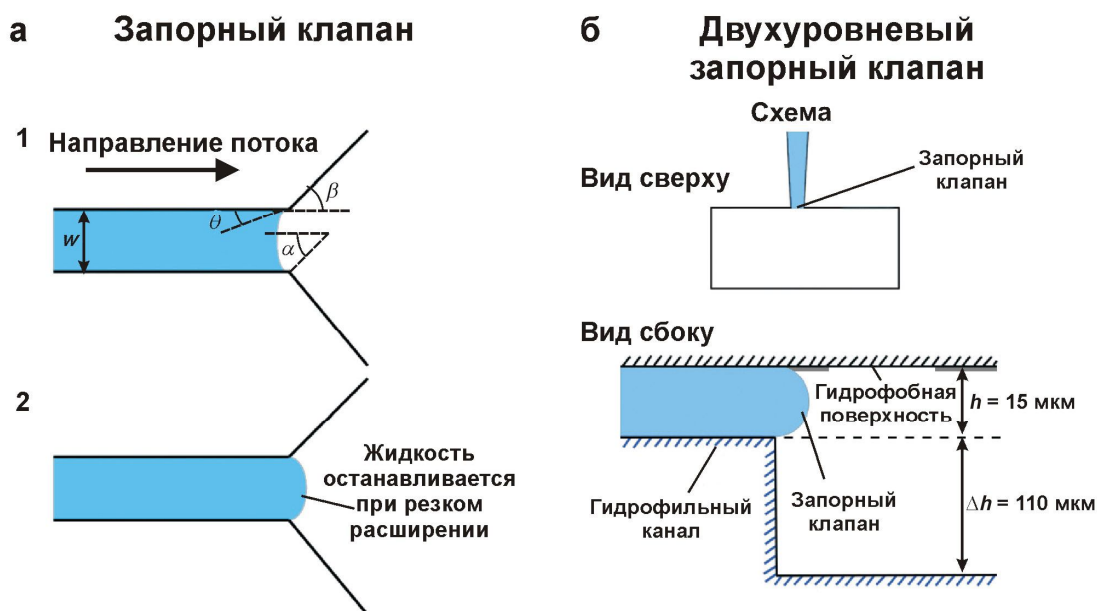 а
Запорный клапан
1
Направление потока
β
θ
w
α
2
Жидкость
останавливается
при резком
расширении
б
Двухуровневый
запорный клапан
Схема
Вид сверху
Запорный
клапан
Вид сбоку
Гидрофобная
поверхность
h = 15 мкм
Гидрофильный
канал
Запорный
клапан
Δh = 110 мкм